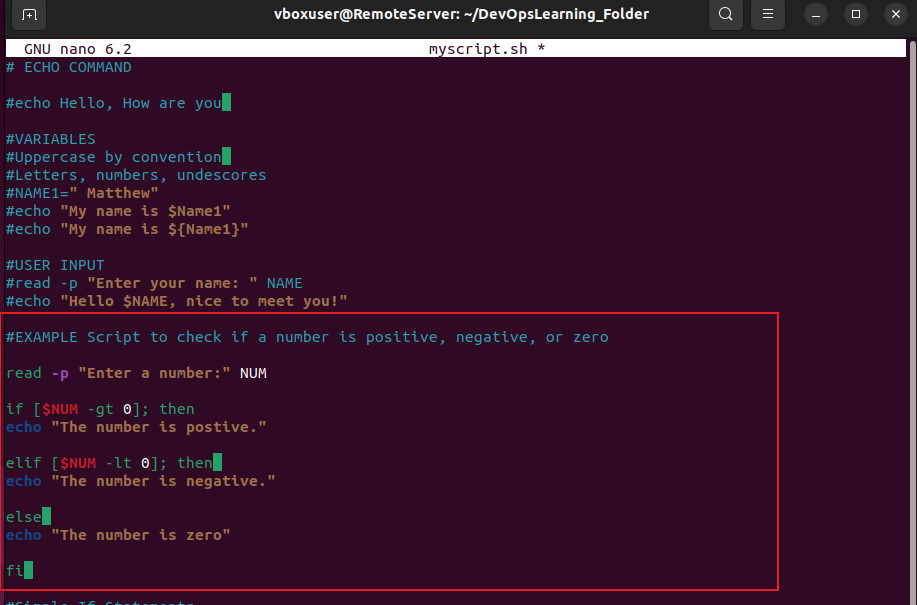 vboxuser@RemoteServer: ~/DevOpsLearning_Folder
GNU nano 6.2 myscript.sh *
# ECHO COMMAND
#echo Hello, How are you
#VARIABLES
#Uppercase by convention
#Letters, numbers, undescores
#NAME1=" Matthew"
#echo "My name is $Name1"
#echo "My name is ${Name1}"
#USER INPUT
#read -p "Enter your name: " NAME
#echo "Hello $NAME, nice to meet you!"
#EXAMPLE Script to check if a number is positive, negative, or zero
read -p "Enter a number:" NUM
if [$NUM -gt 0]; then
echo "The number is postive."
elif [$NUM -lt 0]; then
echo "The number is negative."
else
echo "The number is zero"
fi
#Simple If Statements